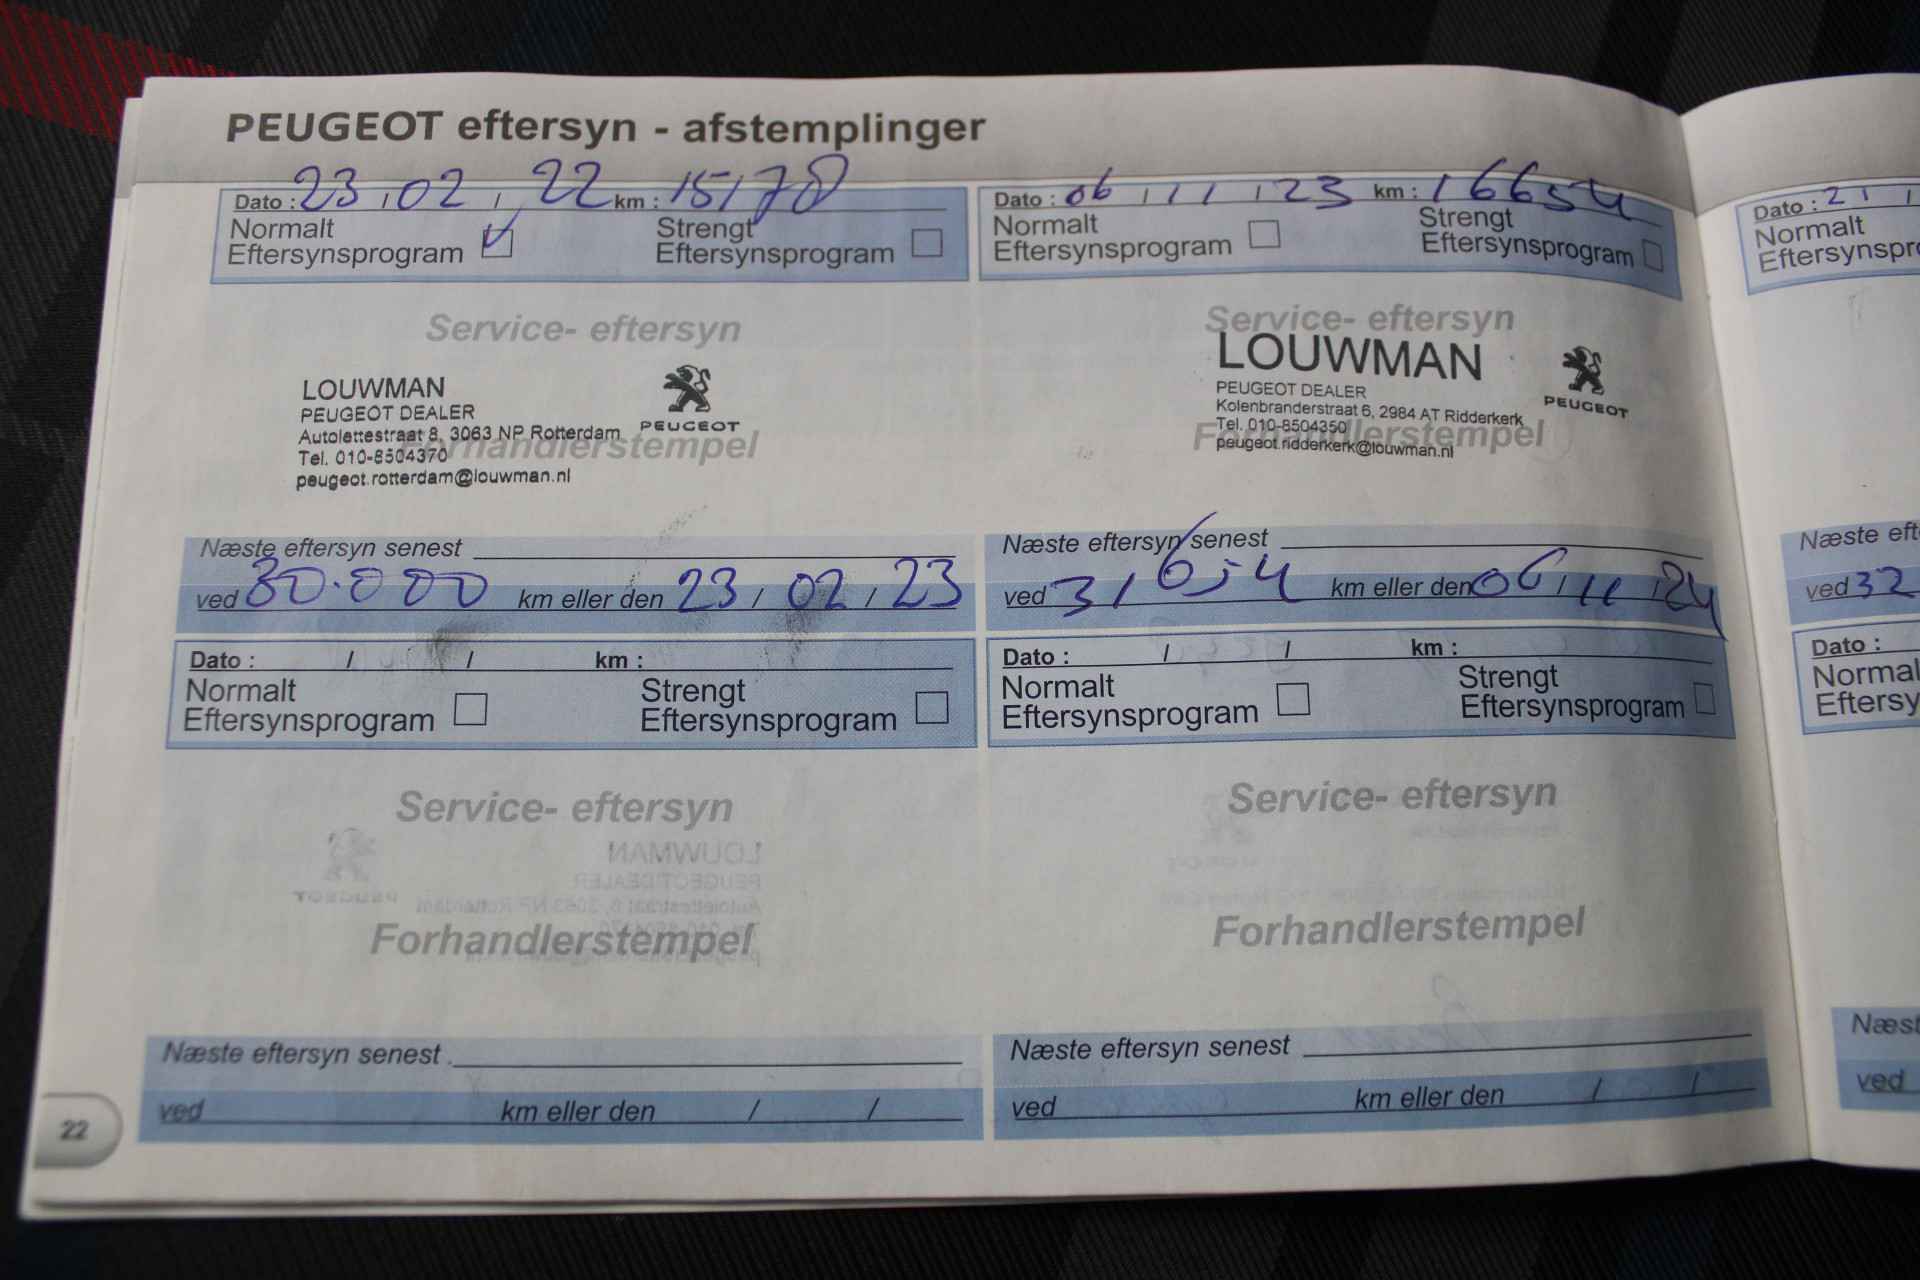 PEUGEOT eftersyn - afstemplinger
Dato : 23 / 02 / 22 km : 15178
Normalt Strengt
Eftersynsprogram Eftersynsprogram
Service- eftersyn
LOUWMAN
PEUGEOT DEALER
PEUGEOT
Autolettestraat 8, 3063 NP Rotterdam
Forhandlerstempel
Tel. 010-8504370
peugeot.rotterdam@louwman.nl
Næste eftersyn senest
ved 30.000 km eller den 23 / 02 / 23
Dato : 06 / 11 / 23 km : 16654
Normalt Strengt
Eftersynsprogram Eftersynsprogram
Service- eftersyn
LOUWMAN
PEUGEOT DEALER
PEUGEOT
Kolenbranderstraat 6, 2984 AT Ridderkerk
Tel. 010-8504350
Forhandlerstempel
peugeot.ridderkerk@louwman.nl
Næste eftersyn senest
ved 31654 km eller den 06 / 11 / 24
Dato : / / km :
Normalt Strengt
Eftersynsprogram Eftersynsprogram
Service- eftersyn
Forhandlerstempel
Næste eftersyn senest
ved km eller den / /
Dato : / / km :
Normalt Strengt
Eftersynsprogram Eftersynsprogram
Service- eftersyn
Forhandlerstempel
Næste eftersyn senest
ved km eller den / /
22
Dato : 21 /
Normalt
Næste
ved 32
Dato :
ved